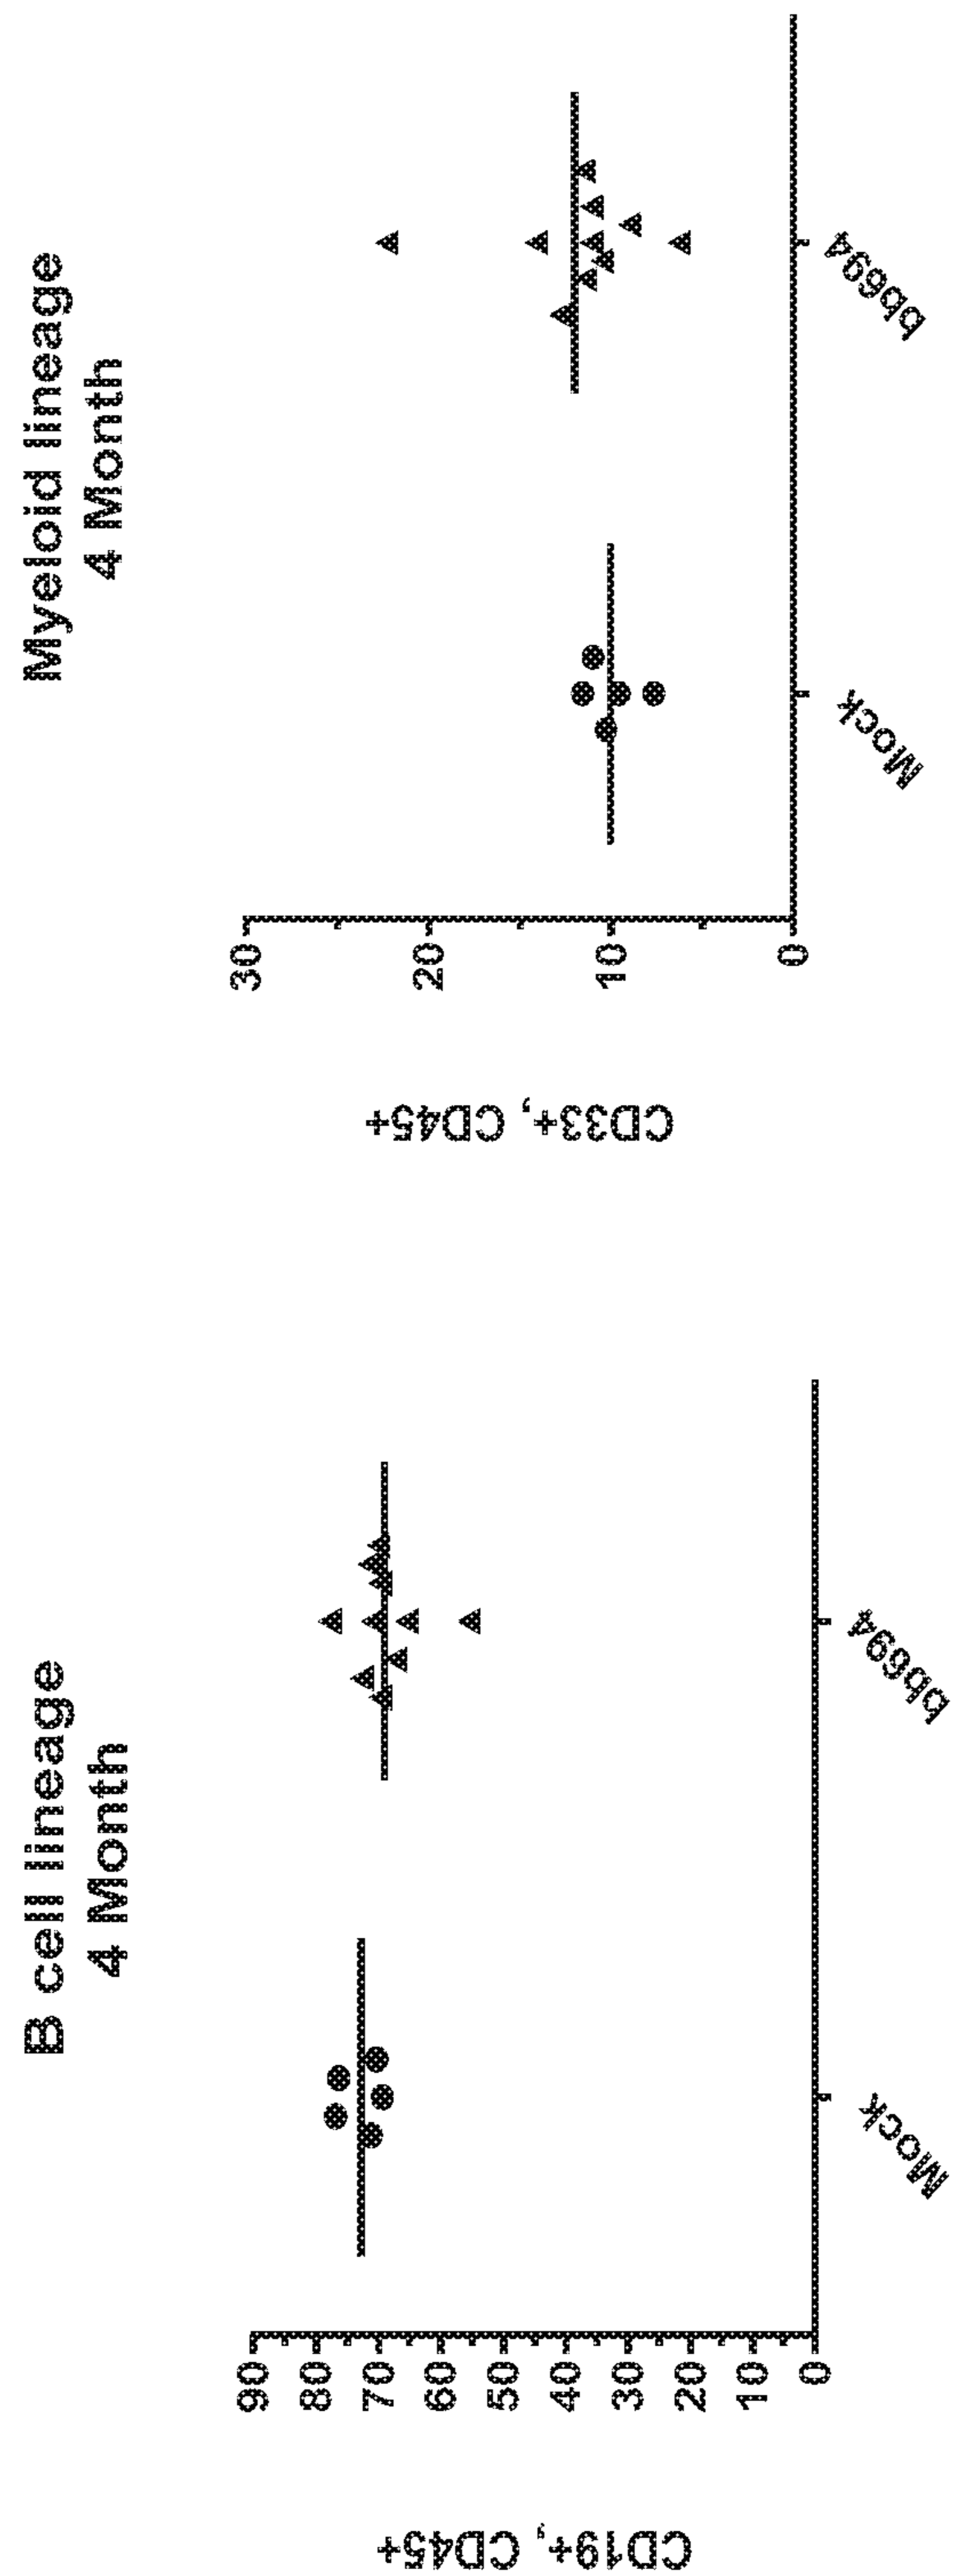 B cell lineage
4 Month
CD19+, CD45+
90
80
70
60
50
40
30
20
10
0
Mock
bb694
Myeloid lineage
4 Month
CD33+, CD45+
30
20
10
0
Mock
bb694